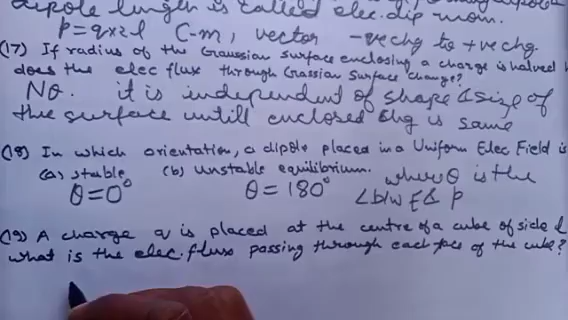 dipole length is called elec. dip mom.
P = q×2l C-m, vector -ve chg to +ve chg.
(17) If radius of the Gaussian surface enclosing a charge is halved
does the elec flux through Grassian Surface change?
No. it is independent of shape & size of
the surface untill enclosed chg is same
(18) In which orientation, a dipole placed in a Uniform Elec Field is
(a) stable (b) unstable equilibrium. where θ is the
θ=0° θ=180° ∠b/w E & P
(19) A charge q is placed at the centre of a cube of side l
what is the elec. flux passing through each face of the cube?